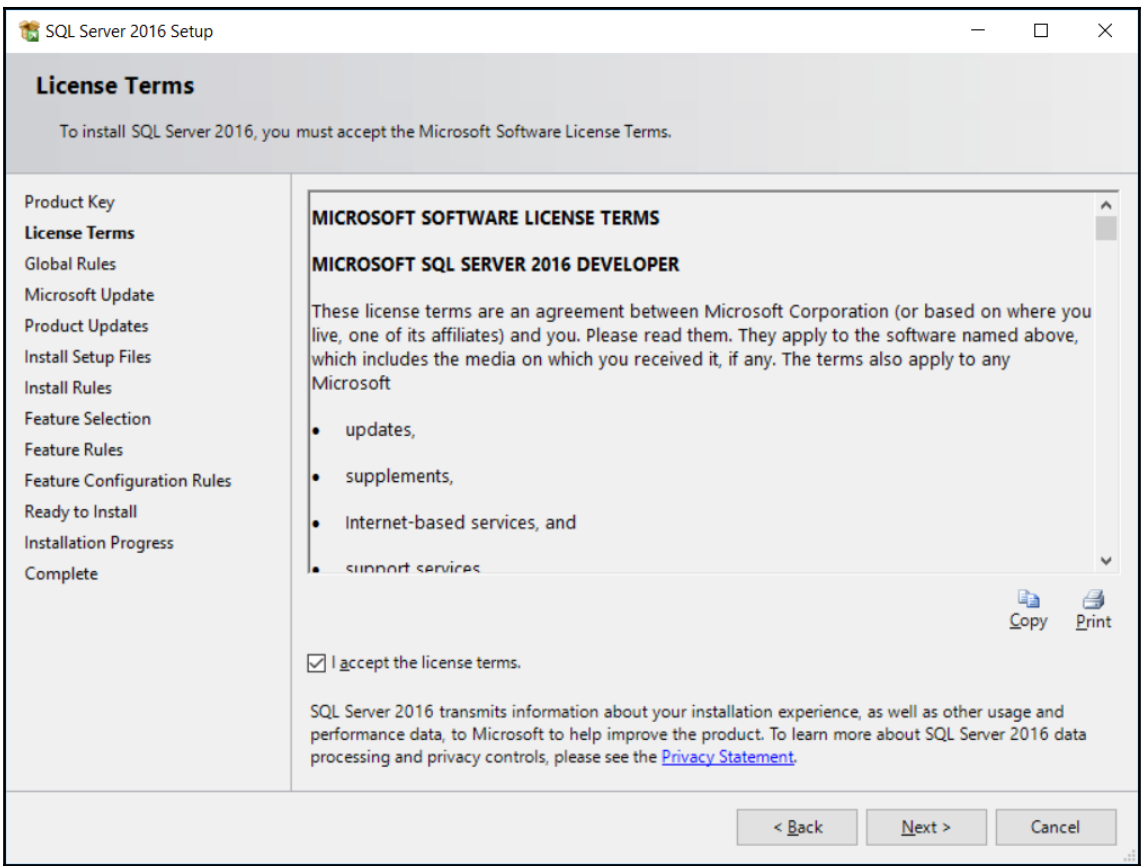 SQL Server 2016 Setup
License Terms
To install SQL Server 2016, you must accept the Microsoft Software License Terms.
Product Key
License Terms
Global Rules
Microsoft Update
Product Updates
Install Setup Files
Install Rules
Feature Selection
Feature Rules
Feature Configuration Rules
Ready to Install
Installation Progress
Complete
MICROSOFT SOFTWARE LICENSE TERMS
MICROSOFT SQL SERVER 2016 DEVELOPER
These license terms are an agreement between Microsoft Corporation (or based on where you
live, one of its affiliates) and you. Please read them. They apply to the software named above,
which includes the media on which you received it, if any. The terms also apply to any
Microsoft
• updates,
• supplements,
• Internet-based services, and
• support services
Copy
Print
I accept the license terms.
SQL Server 2016 transmits information about your installation experience, as well as other usage and
performance data, to Microsoft to help improve the product. To learn more about SQL Server 2016 data
processing and privacy controls, please see the Privacy Statement.
< Back
Next >
Cancel